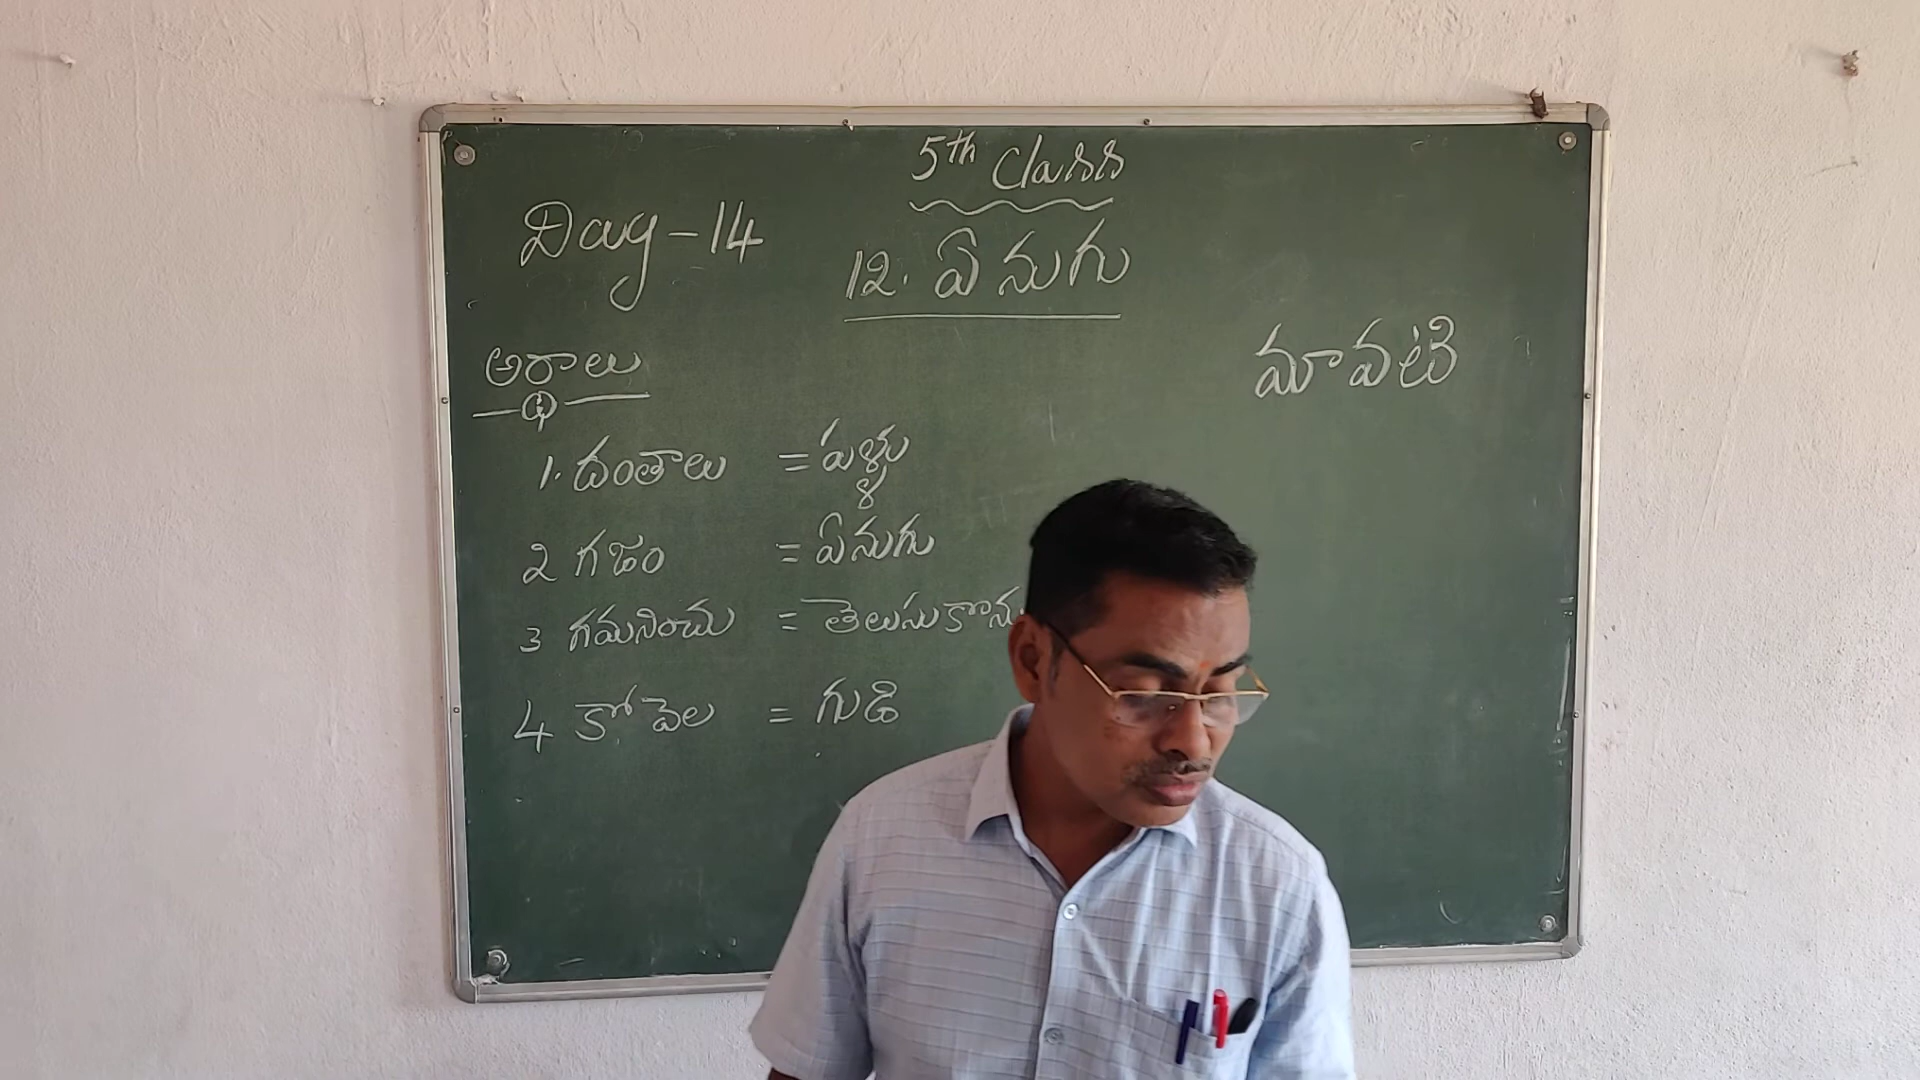 5th Class
Day-14
12. ఏనుగు
మావటి
అర్థాలు
1. దంతాలు = పళ్ళు
2 గజం = ఏనుగు
3 గమనించు = తెలుసుకొను
4 కోవెల = గుడి